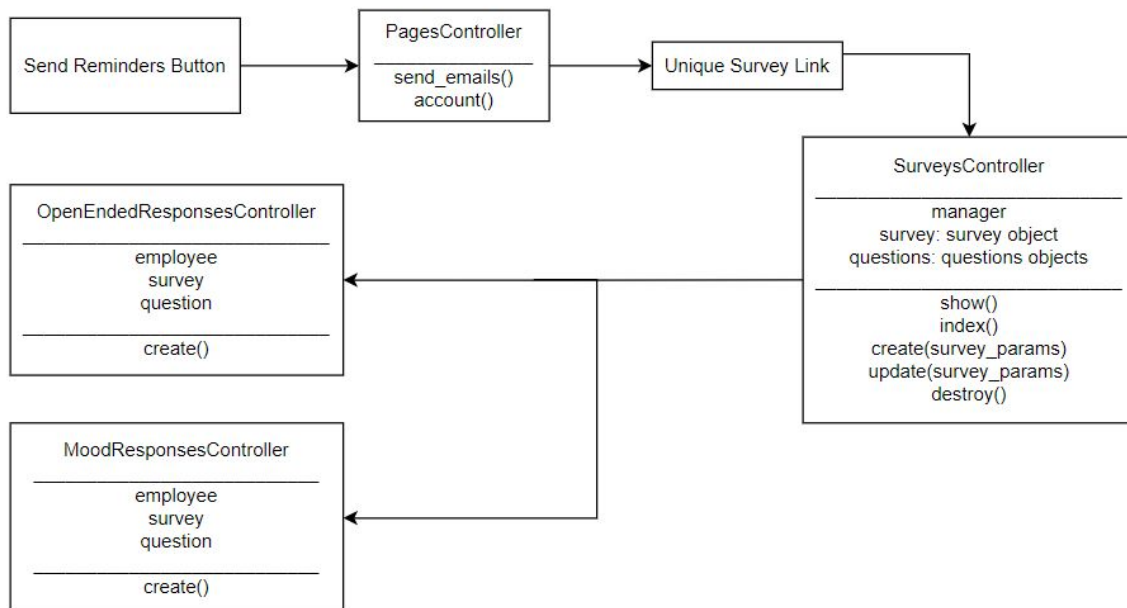 Send Reminders Button
PagesController
send_emails()
account()
Unique Survey Link
SurveysController
manager
survey: survey object
questions: questions objects
show()
index()
create(survey_params)
update(survey_params)
destroy()
OpenEndedResponsesController
employee
survey
question
create()
MoodResponsesController
employee
survey
question
create()